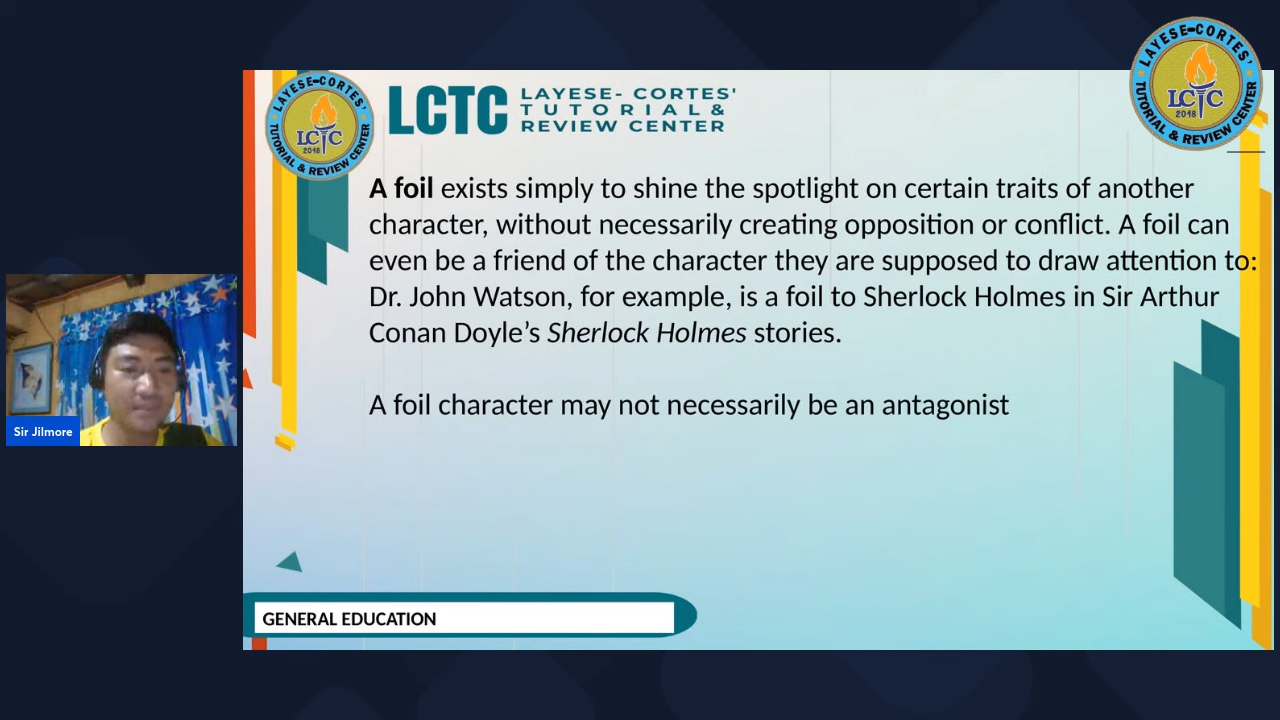 LAYESE-CORTES'
TUTORIAL & REVIEW CENTER
LCTC
2018
LCTC
LAYESE- CORTES'
TUTORIAL &
REVIEW CENTER
LAYESE-CORTES'
TUTORIAL & REVIEW CENTER
LCTC
2018
A foil exists simply to shine the spotlight on certain traits of another
character, without necessarily creating opposition or conflict. A foil can
even be a friend of the character they are supposed to draw attention to:
Dr. John Watson, for example, is a foil to Sherlock Holmes in Sir Arthur
Conan Doyle’s Sherlock Holmes stories.
A foil character may not necessarily be an antagonist
Sir Jilmore
GENERAL EDUCATION